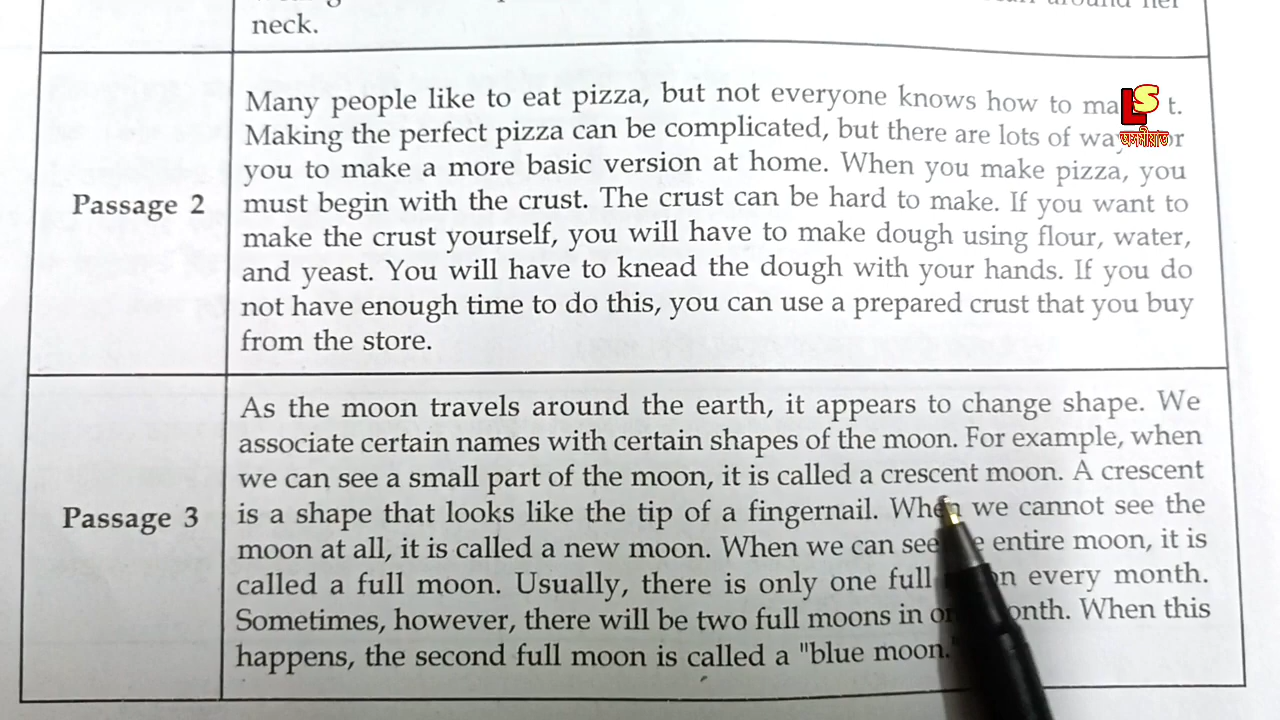 neck.
Many people like to eat pizza, but not everyone knows how to
LS
অসমীয়াত
Making the perfect pizza can be complicated, but there are lots of
you to make a more basic version at home. When you make pizza, you
Passage 2
must begin with the crust. The crust can be hard to make. If you want to
make the crust yourself, you will have to make dough using flour, water,
and yeast. You will have to knead the dough with your hands. If you do
not have enough time to do this, you can use a prepared crust that you buy
from the store.
As the moon travels around the earth, it appears to change shape. We
associate certain names with certain shapes of the moon. For example, when
we can see a small part of the moon, it is called a crescent moon. A crescent
Passage 3
is a shape that looks like the tip of a fingernail. When we cannot see the
moon at all, it is called a new moon. When we can see entire moon, it is
called a full moon. Usually, there is only one full every month.
Sometimes, however, there will be two full moons in When this
happens, the second full moon is called a "blue moon."